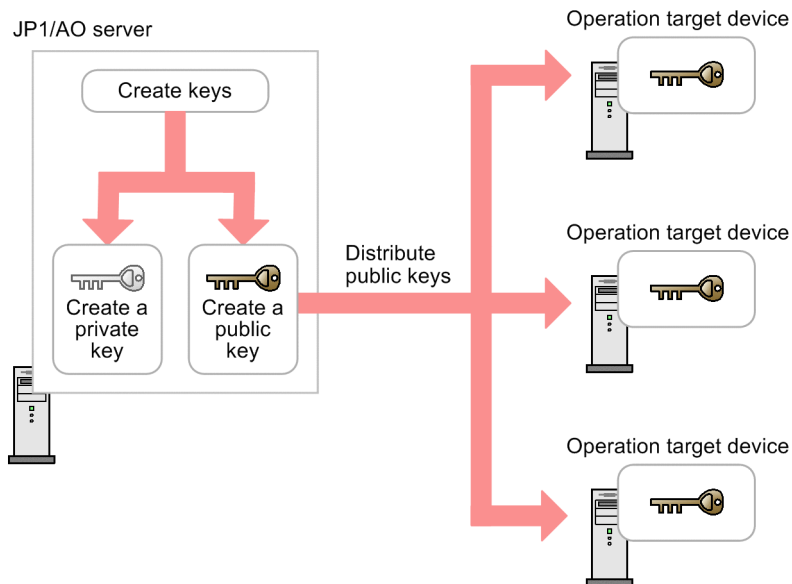 JP1/AO server
Create keys
Create a
private
key
Create a
public
key
Distribute
public keys
Operation target device
Operation target device
Operation target device